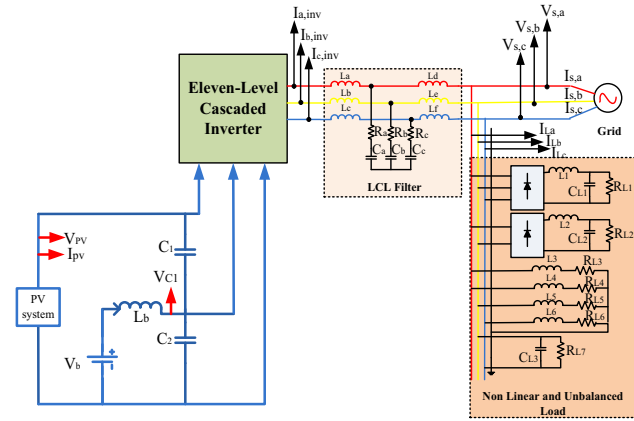 Ia,inv
Ib,inv
Ic,inv
Vs,a
Vs,b
Vs,c
Is,a
Is,b
Is,c
Grid
Eleven-Level
Cascaded
Inverter
La
Lb
Lc
Ld
Le
Lf
Ra
Rb
Rc
Ca
Cb
Cc
LCL Filter
ILa
ILb
ILc
L1
CL1
RL1
L2
CL2
RL2
L3
RL3
L4
RL4
L5
RL5
L6
RL6
CL3
RL7
Non Linear and Unbalanced
Load
VPV
Ipv
PV
system
C1
VC1
Lb
C2
Vb